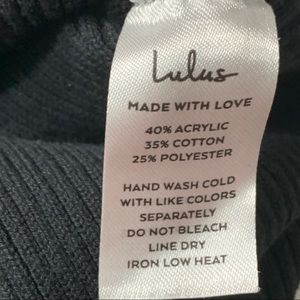 Lulus
MADE WITH LOVE
40% ACRYLIC
35% COTTON
25% POLYESTER
HAND WASH COLD
WITH LIKE COLORS
SEPARATELY
DO NOT BLEACH
LINE DRY
IRON LOW HEAT